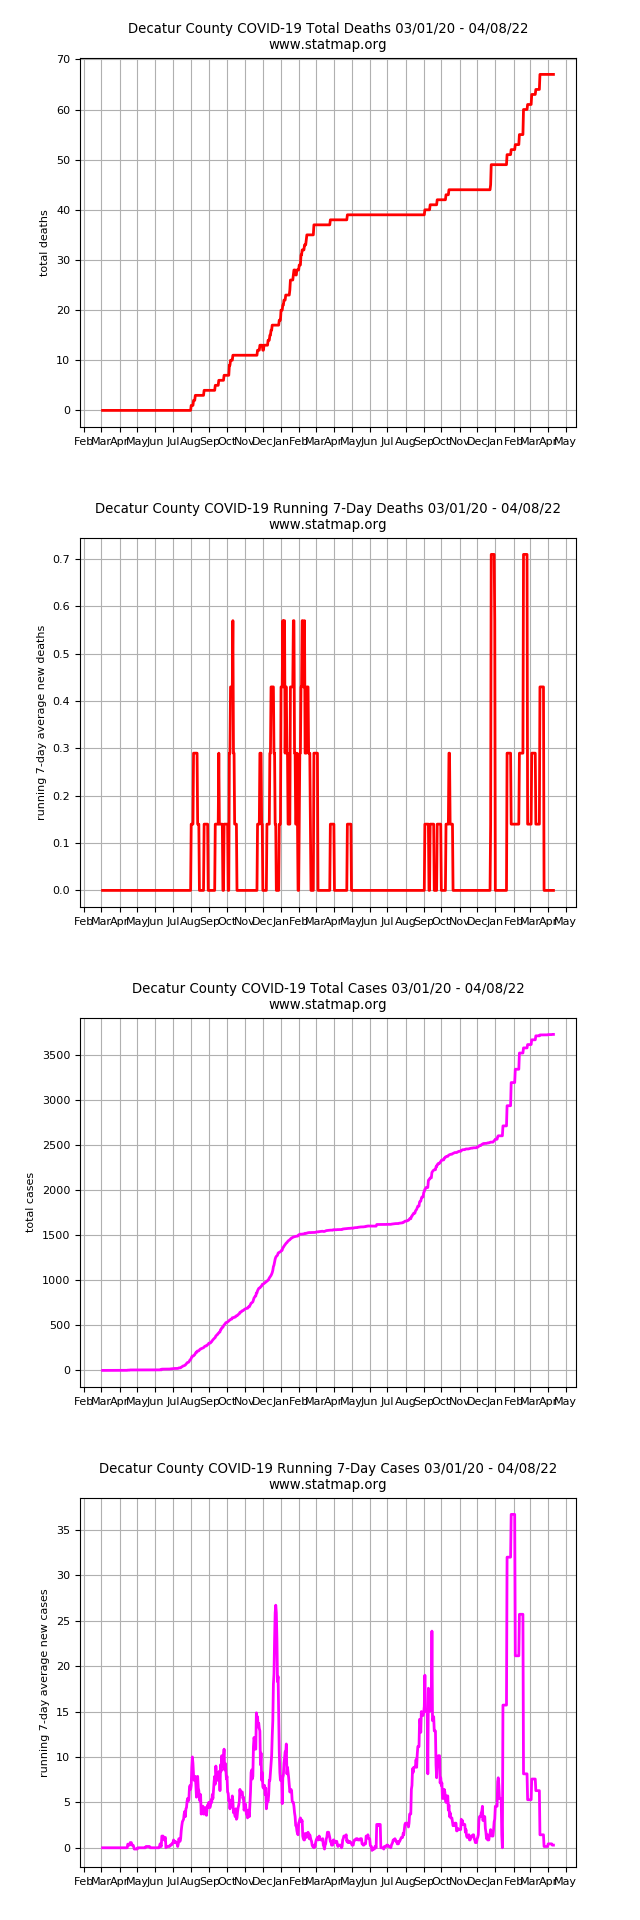 Decatur County COVID-19 Total Deaths 03/01/20 - 04/08/22
www.statmap.org
70
60
50
40
30
20
10
0
total deaths
Feb Mar Apr May Jun Jul Aug Sep Oct Nov Dec Jan Feb Mar Apr May Jun Jul Aug Sep Oct Nov Dec Jan Feb Mar Apr May
Decatur County COVID-19 Running 7-Day Deaths 03/01/20 - 04/08/22
www.statmap.org
0.7
0.6
0.5
0.4
0.3
0.2
0.1
0.0
running 7-day average new deaths
Feb Mar Apr May Jun Jul Aug Sep Oct Nov Dec Jan Feb Mar Apr May Jun Jul Aug Sep Oct Nov Dec Jan Feb Mar Apr May
Decatur County COVID-19 Total Cases 03/01/20 - 04/08/22
www.statmap.org
3500
3000
2500
2000
1500
1000
500
0
total cases
Feb Mar Apr May Jun Jul Aug Sep Oct Nov Dec Jan Feb Mar Apr May Jun Jul Aug Sep Oct Nov Dec Jan Feb Mar Apr May
Decatur County COVID-19 Running 7-Day Cases 03/01/20 - 04/08/22
www.statmap.org
35
30
25
20
15
10
5
0
running 7-day average new cases
Feb Mar Apr May Jun Jul Aug Sep Oct Nov Dec Jan Feb Mar Apr May Jun Jul Aug Sep Oct Nov Dec Jan Feb Mar Apr May